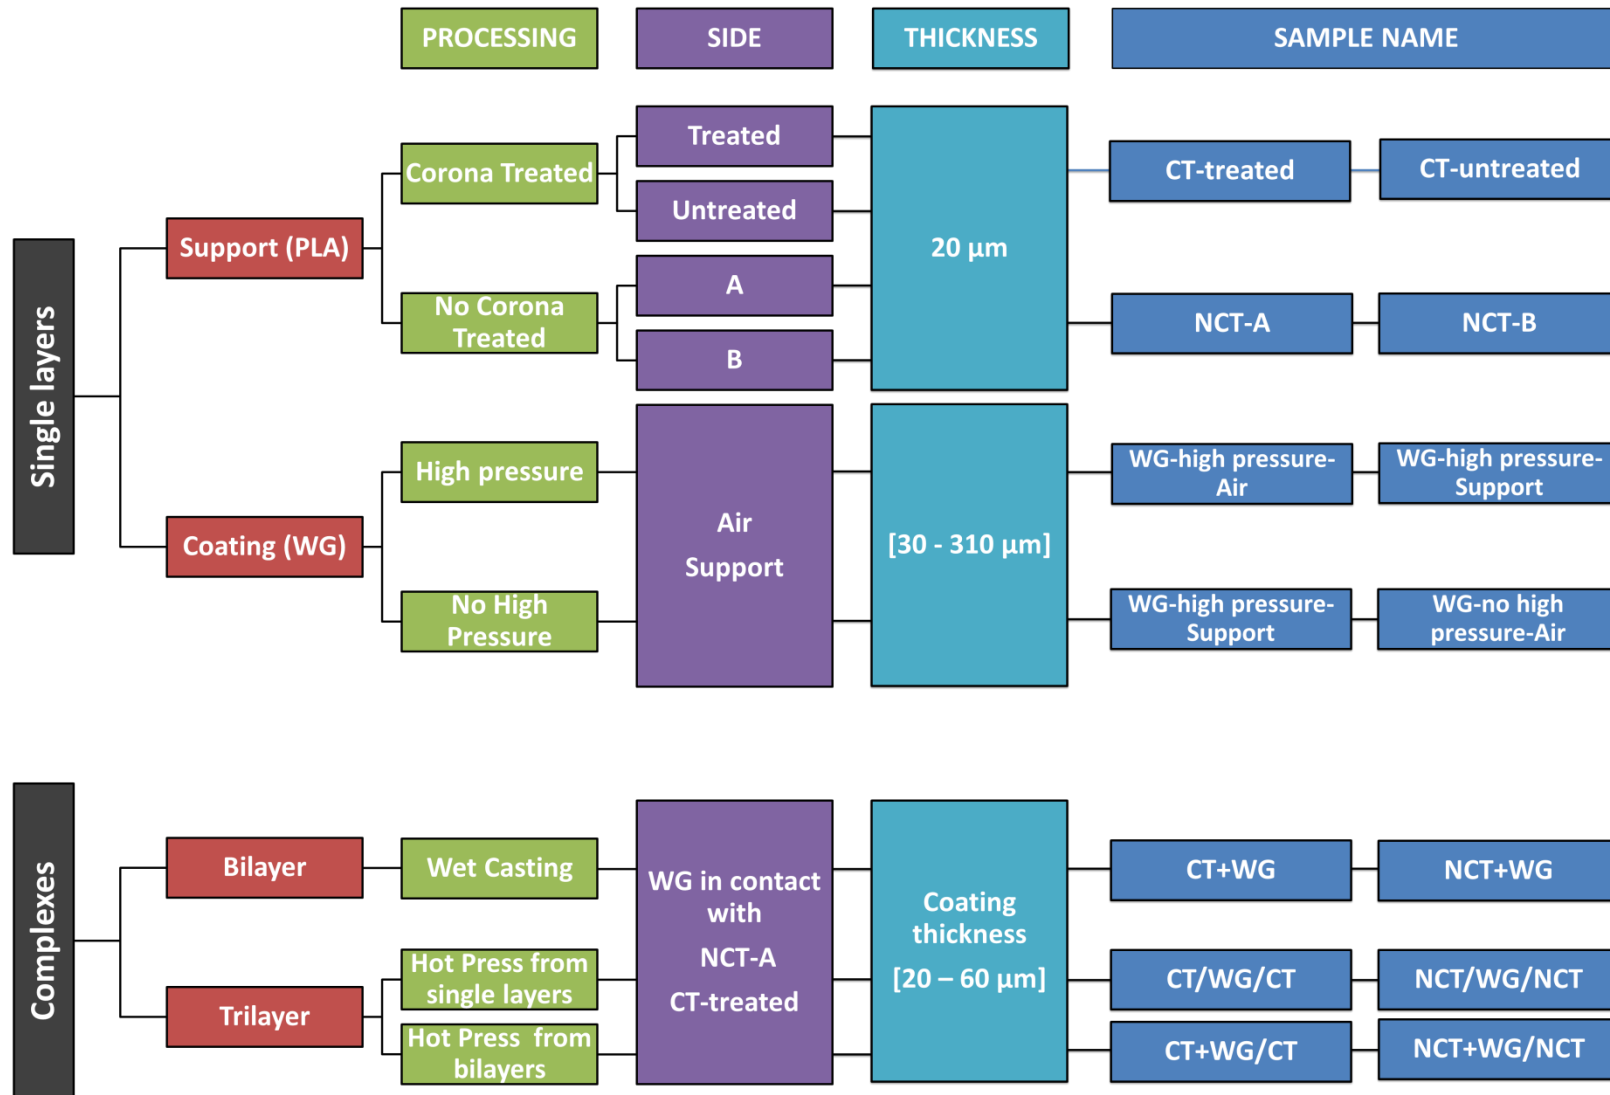 PROCESSING
SIDE
THICKNESS
SAMPLE NAME
Single layers
Support (PLA)
Corona Treated
Treated
Untreated
No Corona
Treated
A
B
20 µm
CT-treated
CT-untreated
NCT-A
NCT-B
Coating (WG)
High pressure
No High
Pressure
Air
Support
[30 - 310 µm]
WG-high pressure-
Air
WG-high pressure-
Support
WG-high pressure-
Support
WG-no high
pressure-Air
Complexes
Bilayer
Wet Casting
Trilayer
Hot Press from
single layers
Hot Press from
bilayers
WG in contact
with
NCT-A
CT-treated
Coating
thickness
[20 – 60 µm]
CT+WG
NCT+WG
CT/WG/CT
NCT/WG/NCT
CT+WG/CT
NCT+WG/NCT